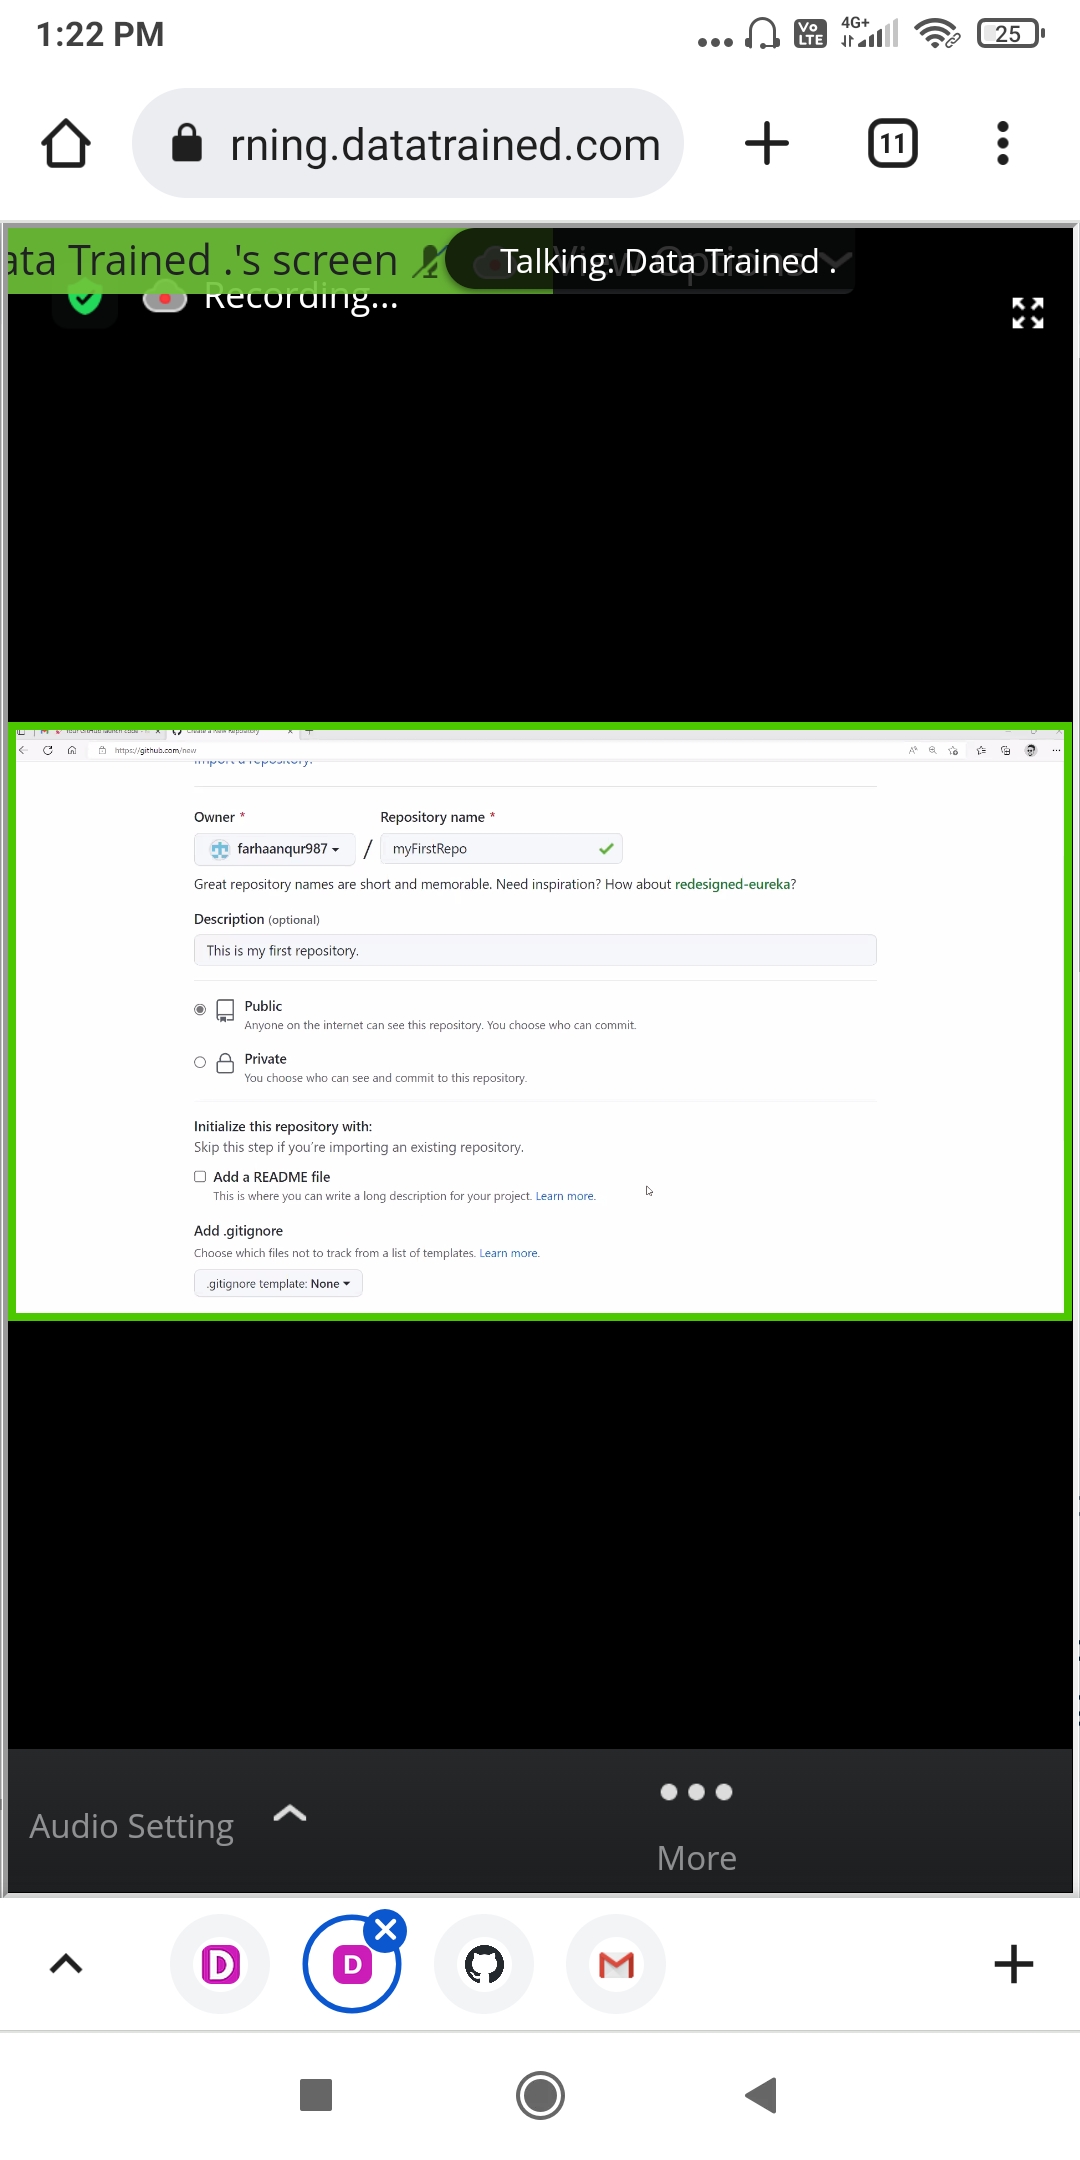 1:22 PM
Vo LTE
4G+
25
rning.datatrained.com
11
ata Trained .'s screen
Talking: Data Trained .
Recording...
Create a New Repository
https://github.com/new
Import a repository.
Owner *
Repository name *
farhaanqur987
/
myFirstRepo
Great repository names are short and memorable. Need inspiration? How about redesigned-eureka?
Description (optional)
This is my first repository.
Public
Anyone on the internet can see this repository. You choose who can commit.
Private
You choose who can see and commit to this repository.
Initialize this repository with:
Skip this step if you're importing an existing repository.
Add a README file
This is where you can write a long description for your project. Learn more.
Add .gitignore
Choose which files not to track from a list of templates. Learn more.
.gitignore template: None
Audio Setting
More
D
D